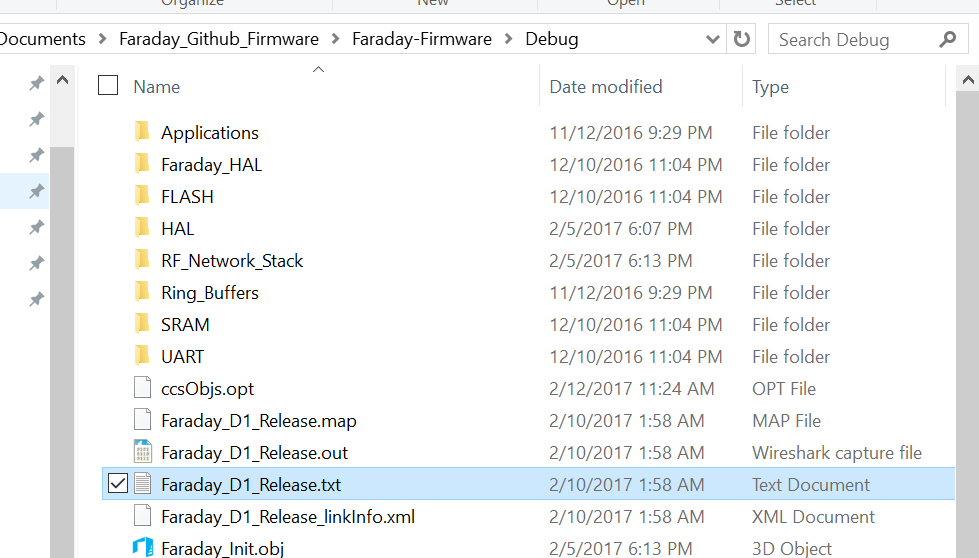 Organize New Open Select
Documents > Faraday_Github_Firmware > Faraday-Firmware > Debug Search Debug
Name Date modified Type
Applications 11/12/2016 9:29 PM File folder
Faraday_HAL 12/10/2016 11:04 PM File folder
FLASH 12/10/2016 11:04 PM File folder
HAL 2/5/2017 6:07 PM File folder
RF_Network_Stack 2/5/2017 6:13 PM File folder
Ring_Buffers 11/12/2016 9:29 PM File folder
SRAM 12/10/2016 11:04 PM File folder
UART 12/10/2016 11:04 PM File folder
ccsObjs.opt 2/12/2017 11:24 AM OPT File
Faraday_D1_Release.map 2/10/2017 1:58 AM MAP File
Faraday_D1_Release.out 2/10/2017 1:58 AM Wireshark capture file
Faraday_D1_Release.txt 2/10/2017 1:58 AM Text Document
Faraday_D1_Release_linkInfo.xml 2/10/2017 1:58 AM XML Document
Faraday_Init.obj 2/5/2017 6:13 PM 3D Object